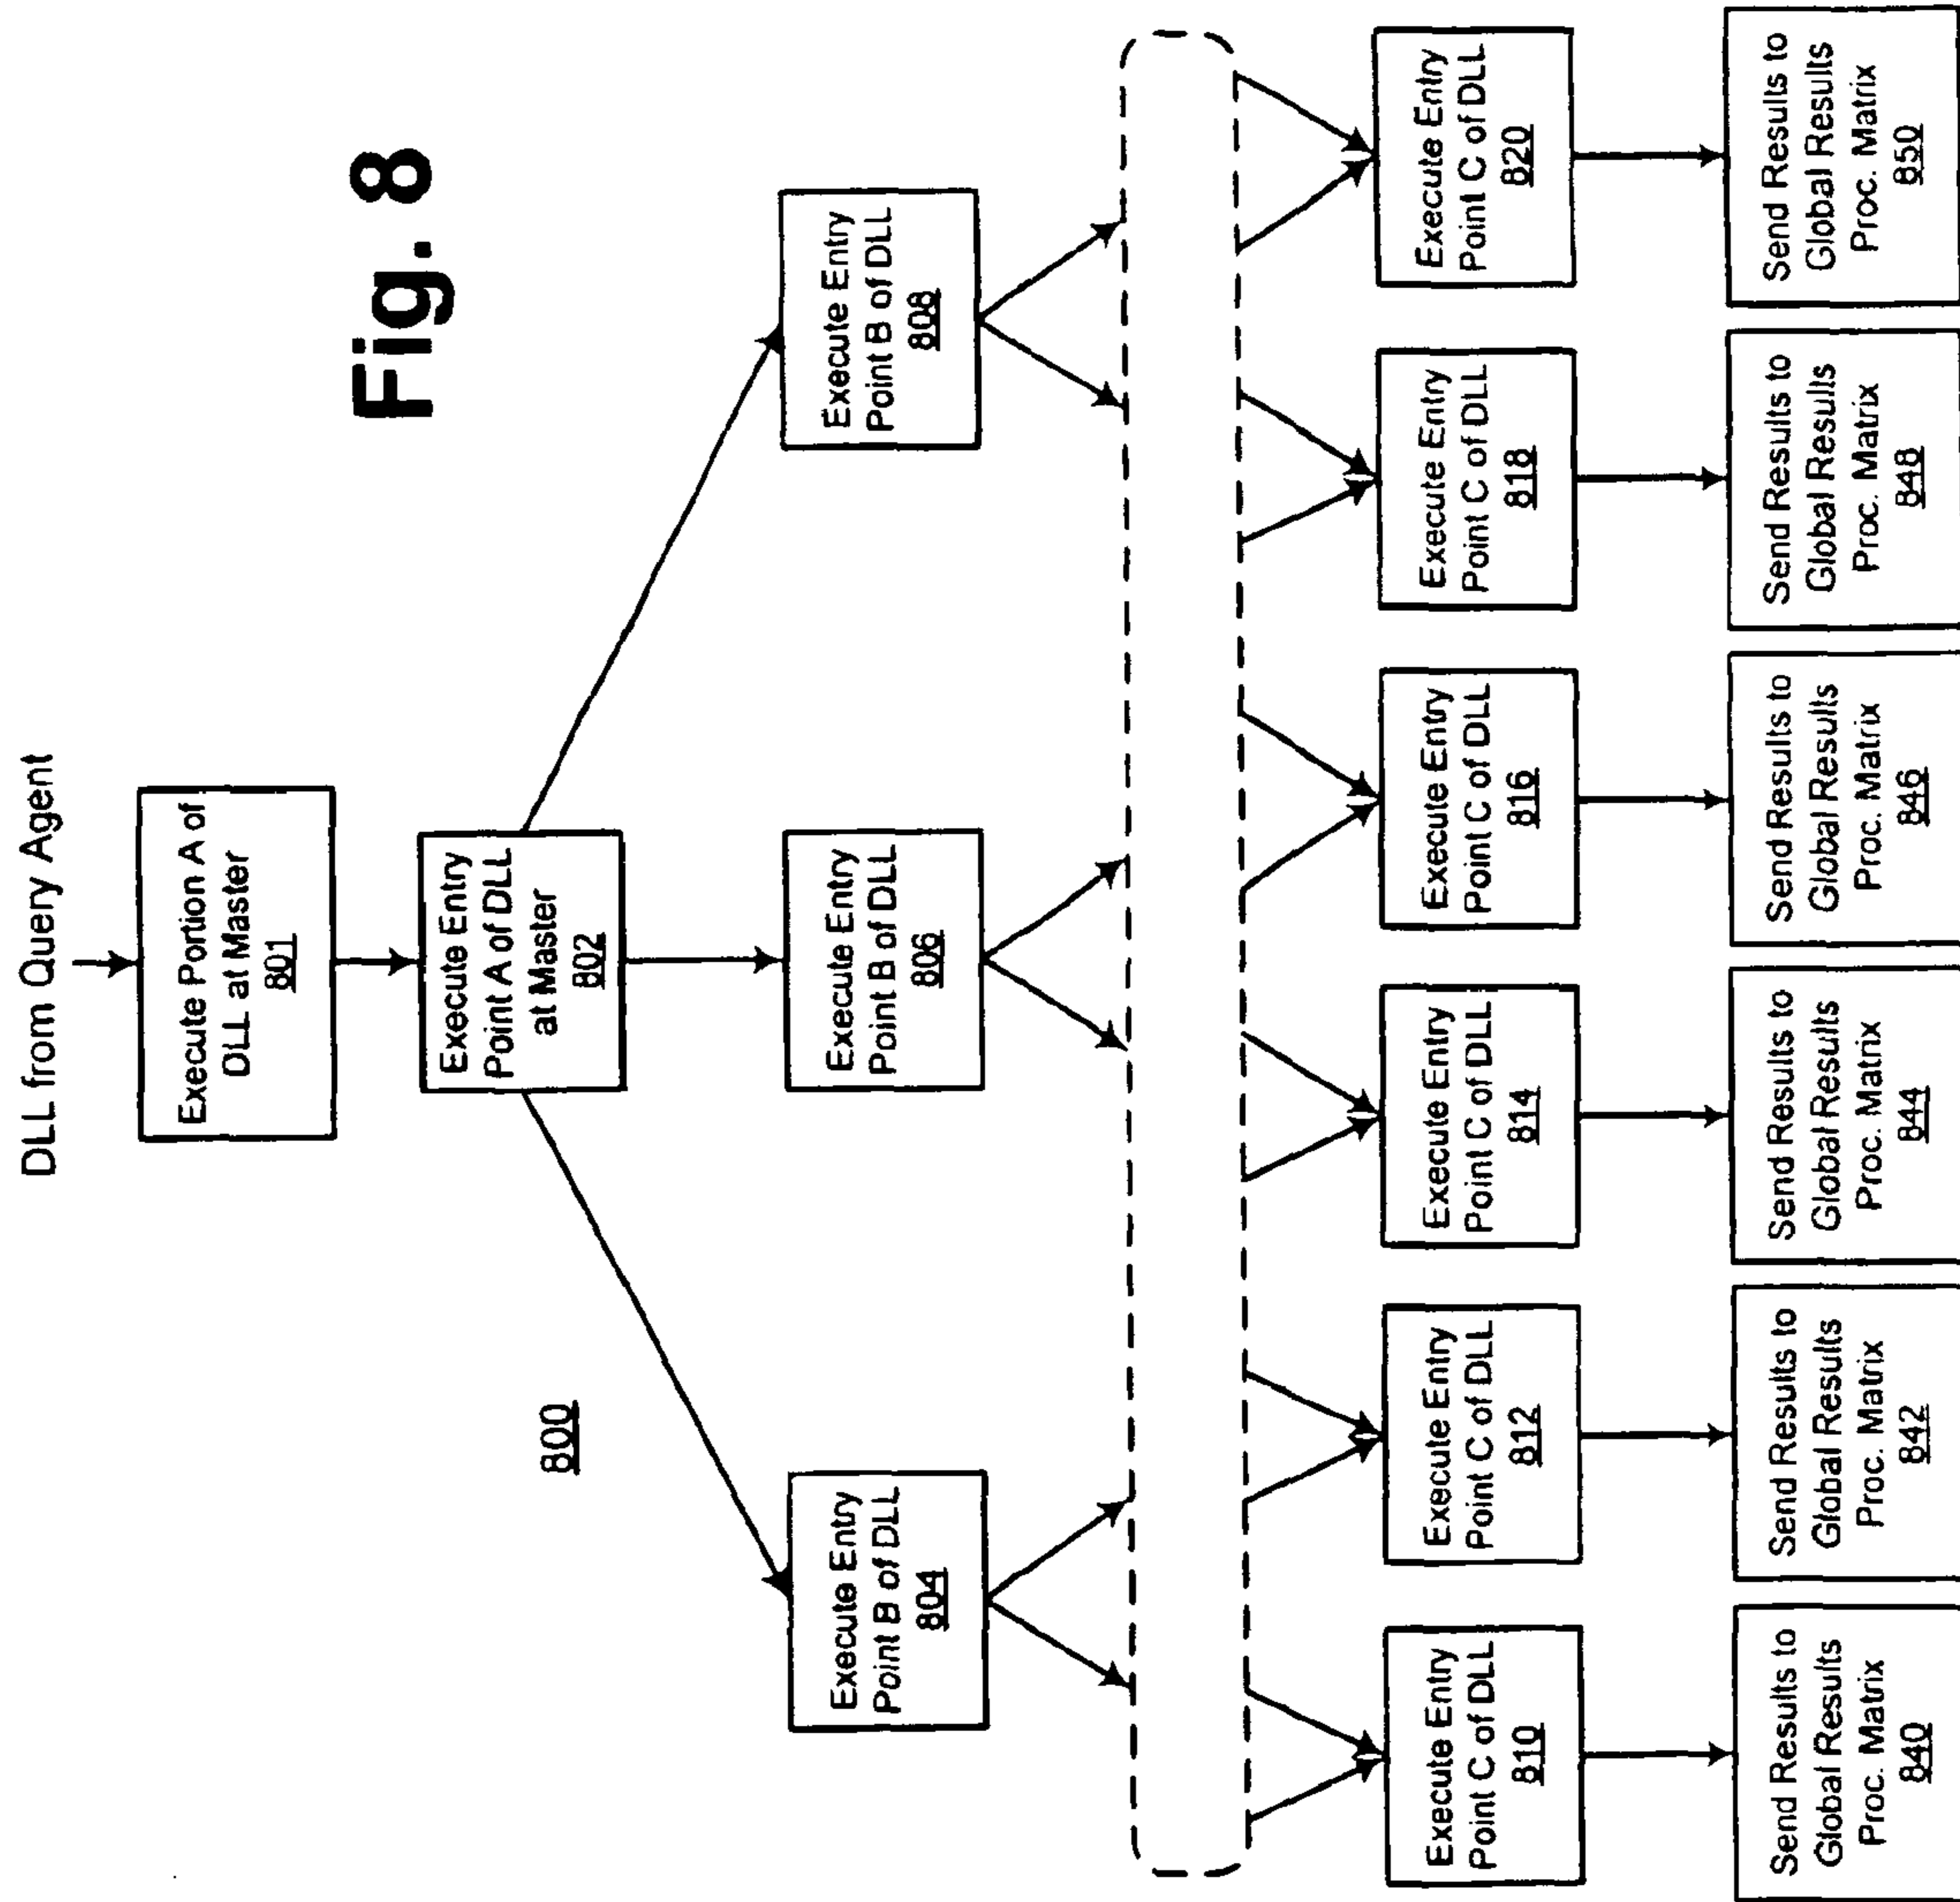 DLL from Query Agent
Execute Portion A of
DLL at Master
801
Execute Entry
Point A of DLL
at Master
802
Fig. 8
800
Execute Entry
Point B of DLL
804
Execute Entry
Point B of DLL
806
Execute Entry
Point B of DLL
808
Execute Entry
Point C of DLL
810
Execute Entry
Point C of DLL
812
Execute Entry
Point C of DLL
814
Execute Entry
Point C of DLL
816
Execute Entry
Point C of DLL
818
Execute Entry
Point C of DLL
820
Send Results to
Global Results
Proc. Matrix
840
Send Results to
Global Results
Proc. Matrix
842
Send Results to
Global Results
Proc. Matrix
844
Send Results to
Global Results
Proc. Matrix
846
Send Results to
Global Results
Proc. Matrix
848
Send Results to
Global Results
Proc. Matrix
850